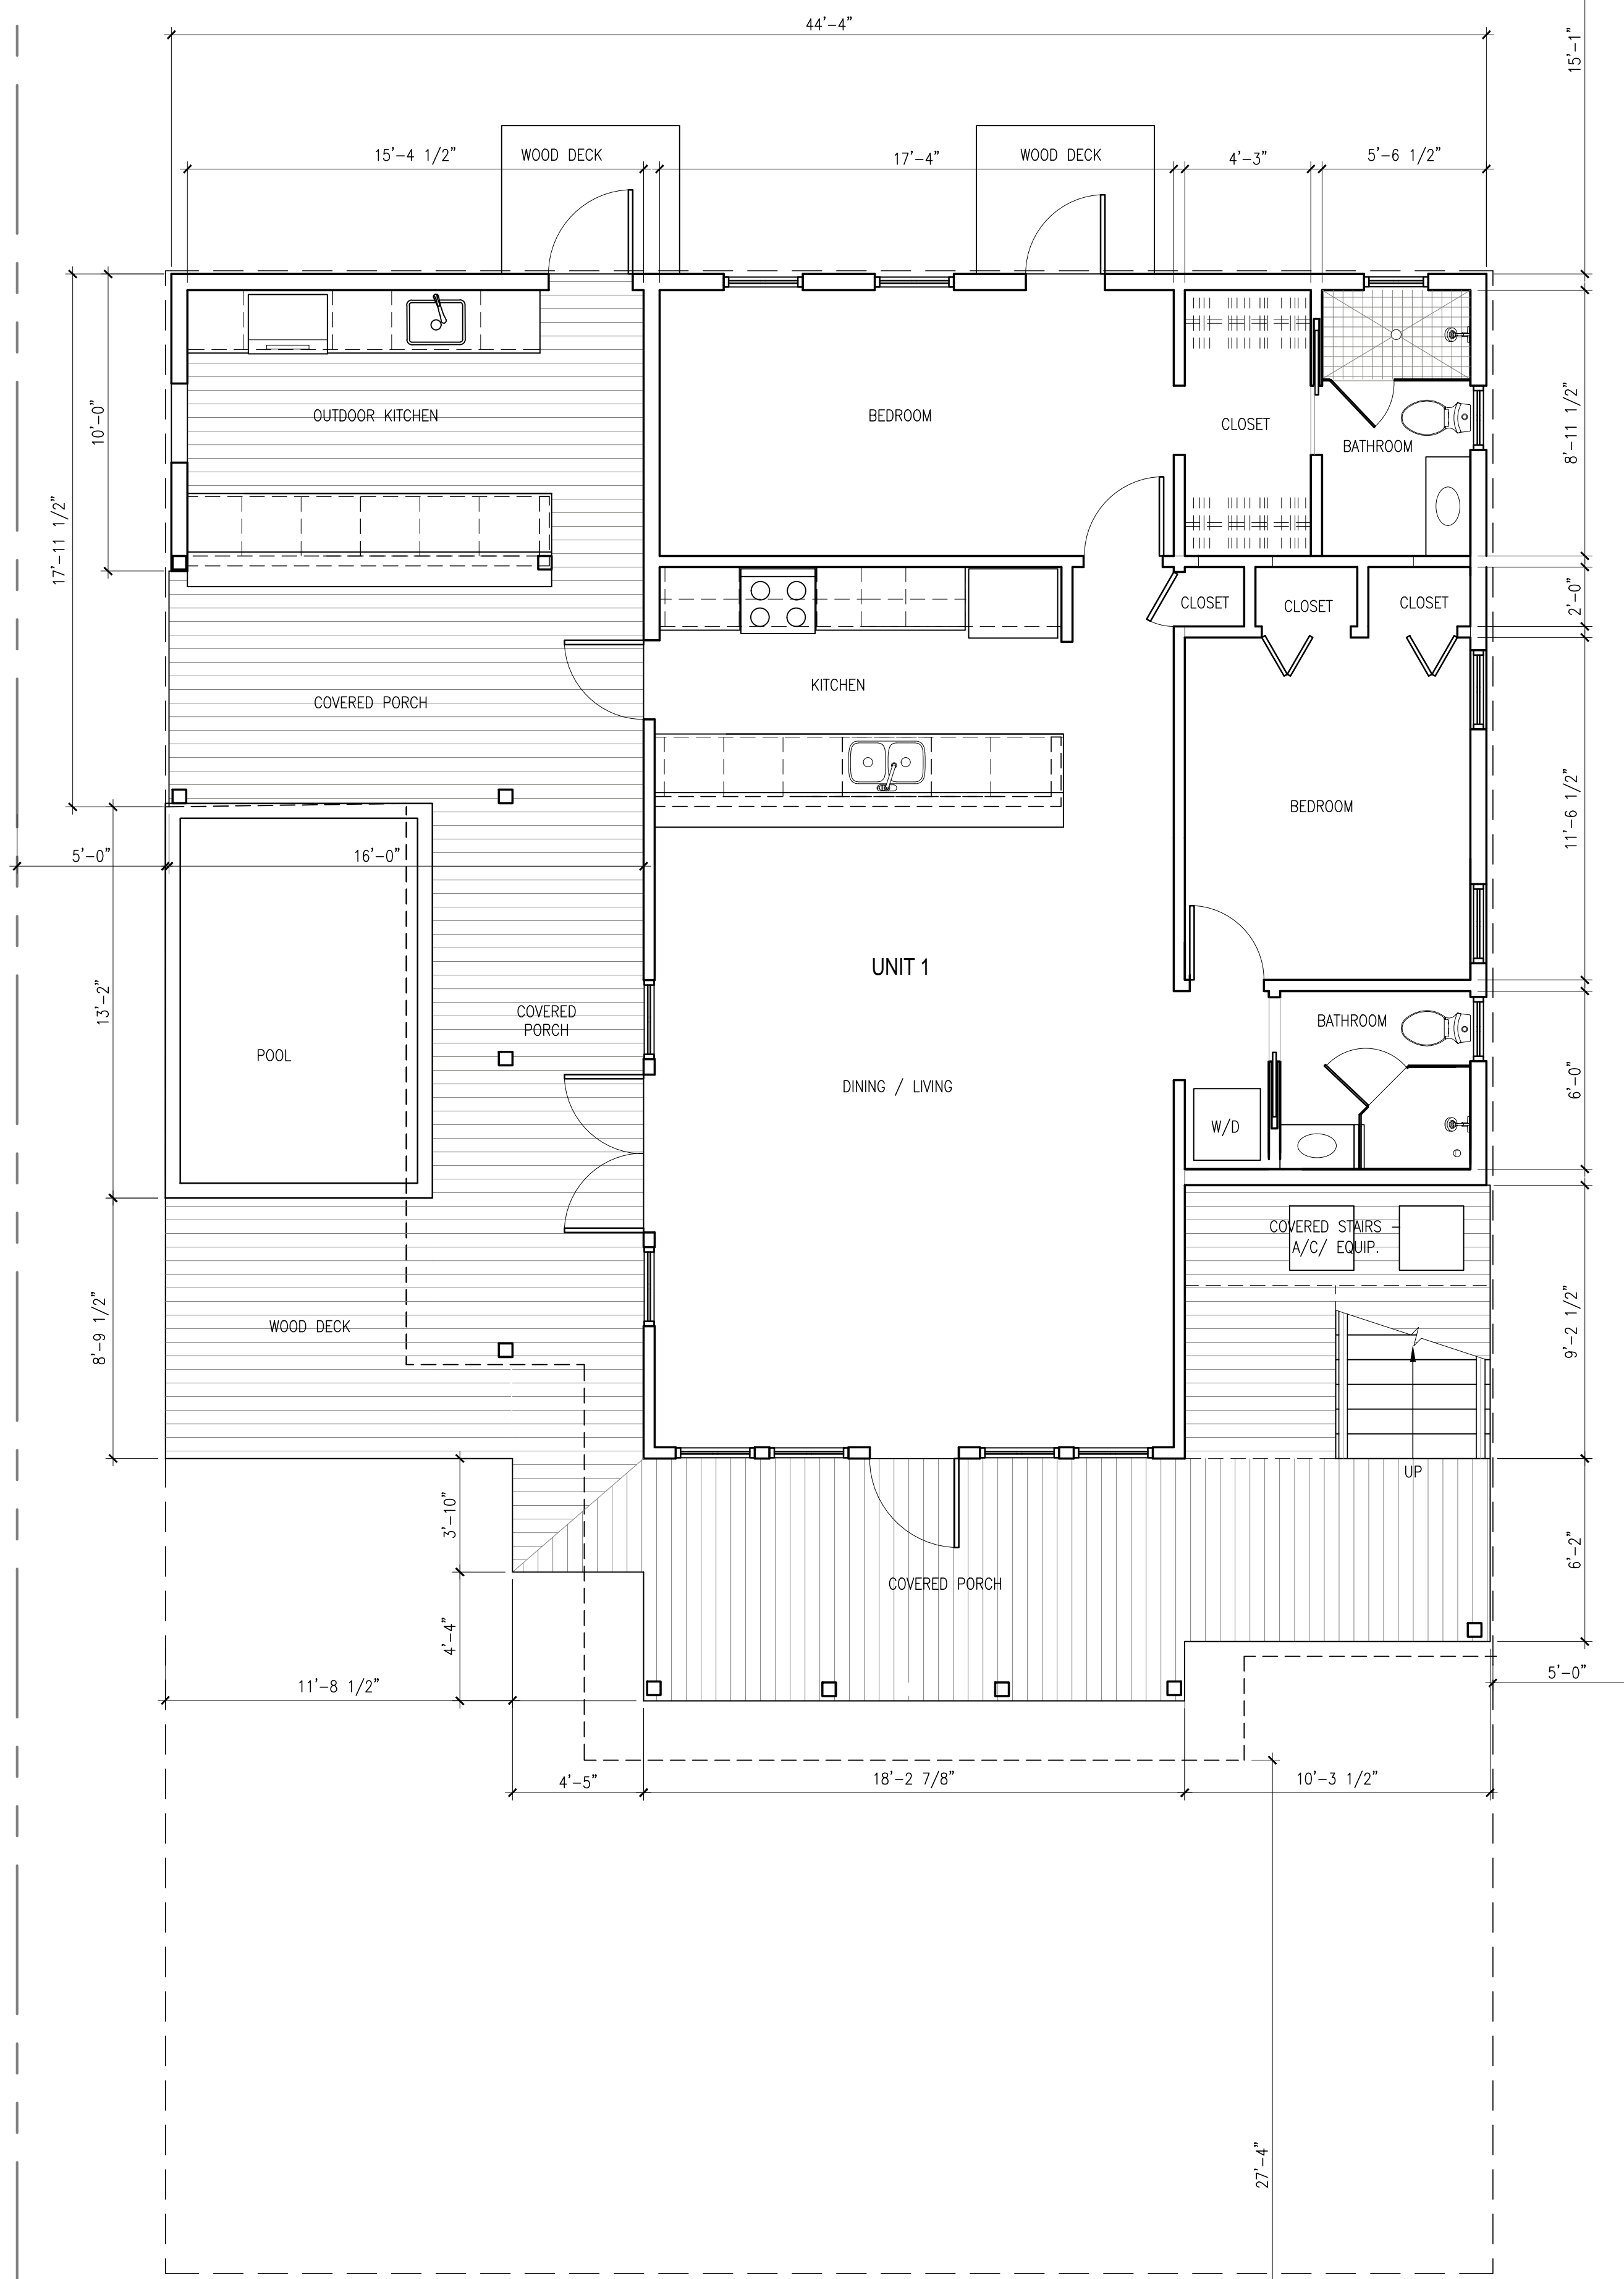 44'-4"
15'-1"
15'-4 1/2"
WOOD DECK
17'-4"
WOOD DECK
4'-3"
5'-6 1/2"
10'-0"
17'-11 1/2"
OUTDOOR KITCHEN
BEDROOM
CLOSET
BATHROOM
8'-11 1/2"
CLOSET
CLOSET
CLOSET
2'-0"
COVERED PORCH
KITCHEN
BEDROOM
11'-6 1/2"
5'-0"
16'-0"
13'-2"
UNIT 1
COVERED
PORCH
BATHROOM
POOL
DINING / LIVING
W/D
6'-0"
COVERED STAIRS -
A/C/ EQUIP.
8'-9 1/2"
WOOD DECK
9'-2 1/2"
UP
3'-10"
6'-2"
COVERED PORCH
4'-4"
11'-8 1/2"
5'-0"
4'-5"
18'-2 7/8"
10'-3 1/2"
27'-4"